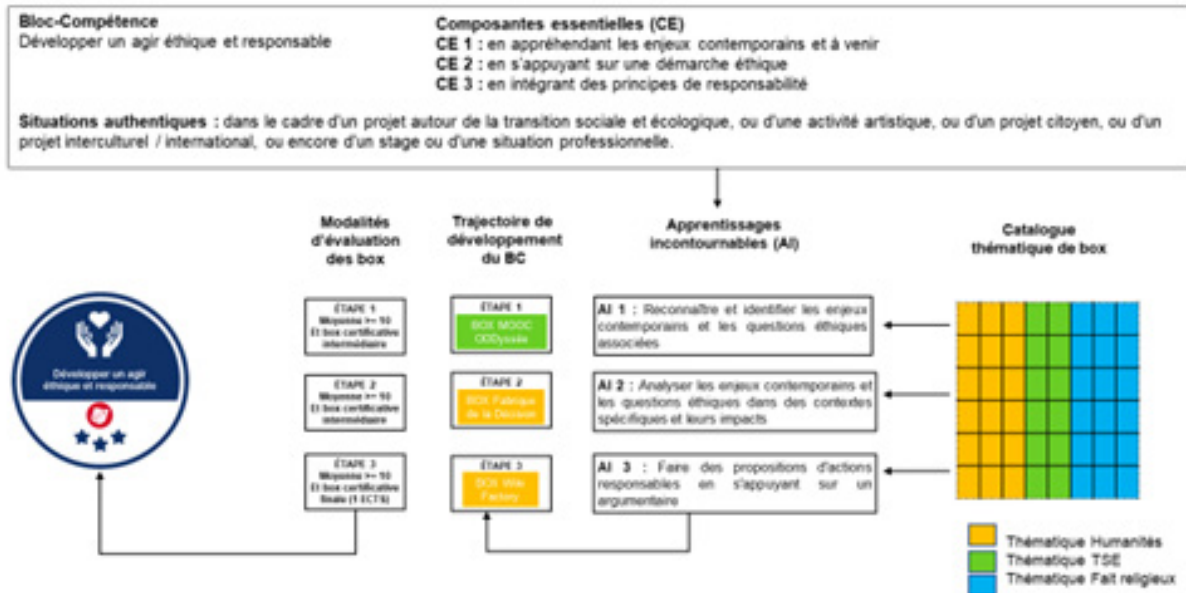 Bloc-Compétence
Développer un agir éthique et responsable
Composantes essentielles (CE)
CE 1 : en appréhendant les enjeux contemporains et à venir
CE 2 : en s'appuyant sur une démarche éthique
CE 3 : en intégrant des principes de responsabilité
Situations authentiques : dans le cadre d'un projet autour de la transition sociale et écologique, ou d'une activité artistique, ou d'un projet citoyen, ou d'un
projet interculturel / international, ou encore d'un stage ou d'une situation professionnelle.
Modalités
d'évaluation
des box
Trajectoire de
développement
du BC
Apprentissages
incontournables (AI)
Catalogue
thématique de box
Développer un agir
éthique et responsable
ÉTAPE 1
Moyenne >= 10
Et box certificative
intermédiaire
ÉTAPE 1
BOX MOOC
ODDyssée
AI 1 : Reconnaître et identifier les enjeux
contemporains et les questions éthiques
associées
ÉTAPE 2
Moyenne >= 10
Et box certificative
intermédiaire
ÉTAPE 2
BOX Fabrique
de la Décision
AI 2 : Analyser les enjeux contemporains et
les questions éthiques dans des contextes
spécifiques et leurs impacts
ÉTAPE 3
Moyenne >= 10
Et box certificative
finale (1 ECTS)
ÉTAPE 3
BOX Wiki
Factory
AI 3 : Faire des propositions d'actions
responsables en s'appuyant sur un
argumentaire
Thématique Humanités
Thématique TSE
Thématique Fait religieux